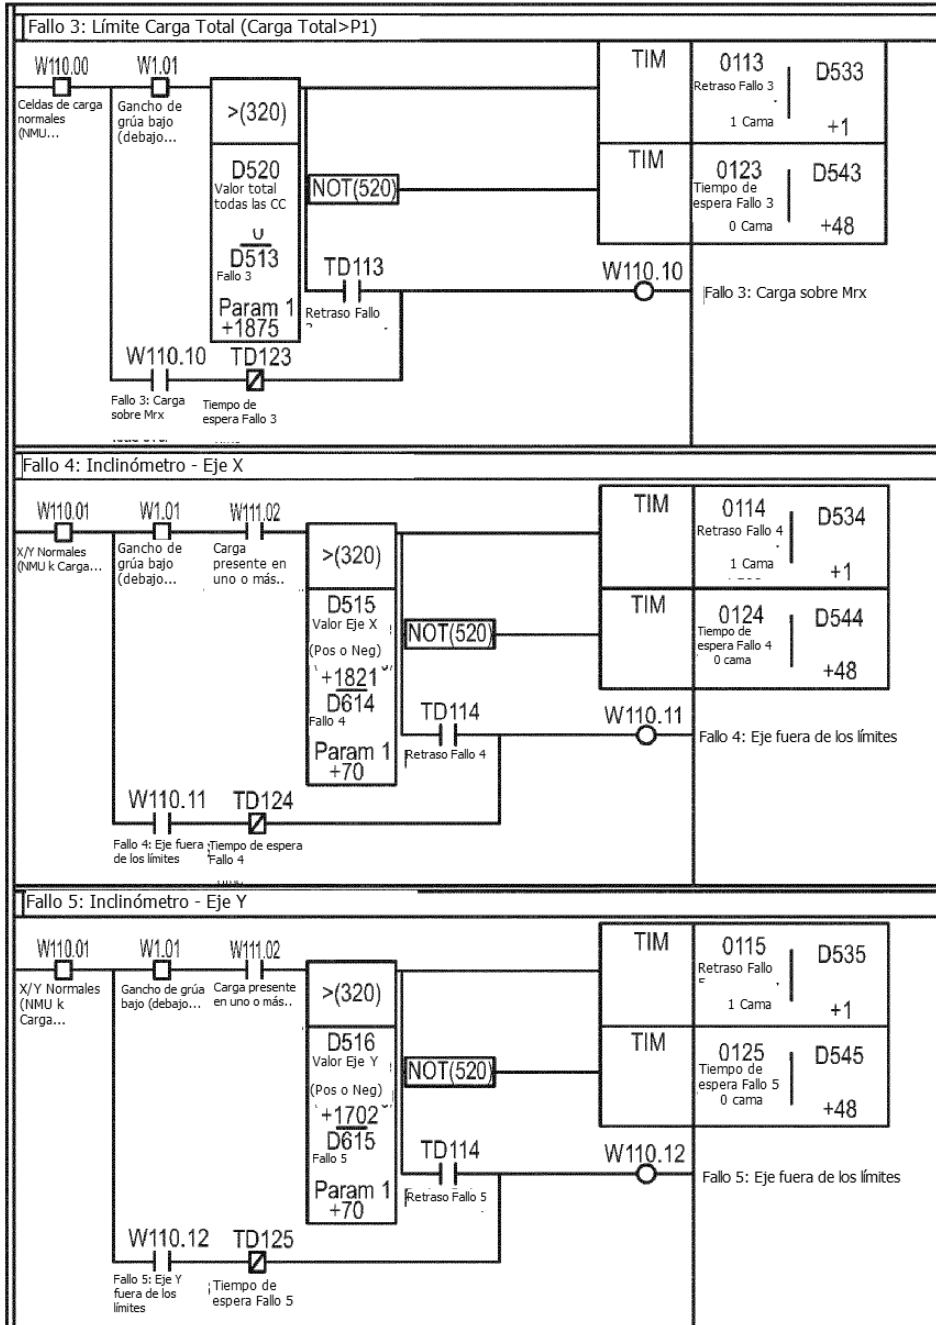 Fallo 3: Límite Carga Total (Carga Total>P1)
W110.00
W1.01
Celdas de carga
normales
(NMU...
Gancho de
grúa bajo
(debajo...
>(320)
D520
Valor total
todas las CC
D513
Fallo 3
Param 1
+1875
NOT(520)
TD113
Retraso Fallo
TIM
0113
Retraso Fallo 3
1 Cama
D533
+1
TIM
0123
Tiempo de
espera Fallo 3
0 Cama
D543
+48
W110.10
Fallo 3: Carga sobre Mrx
W110.10
TD123
Fallo 3: Carga
sobre Mrx
Tiempo de
espera Fallo 3
Fallo 4: Inclinómetro - Eje X
W110.01
W1.01
W111.02
X/Y Normales
(NMU k Carga...
Gancho de
grúa bajo
(debajo...
Carga
presente en
uno o más..
>(320)
D515
Valor Eje X
(Pos o Neg)
+1821
D614
Fallo 4
Param 1
+70
NOT(520)
TD114
Retraso Fallo 4
TIM
0114
Retraso Fallo 4
1 Cama
D534
+1
TIM
0124
Tiempo de
espera Fallo 4
0 cama
D544
+48
W110.11
Fallo 4: Eje fuera de los límites
W110.11
TD124
Fallo 4: Eje fuera
de los límites
Tiempo de espera
Fallo 4
Fallo 5: Inclinómetro - Eje Y
W110.01
W1.01
W111.02
X/Y Normales
(NMU k
Carga...
Gancho de grúa
bajo (debajo...
Carga presente
en uno o más..
>(320)
D516
Valor Eje Y
(Pos o Neg)
+1702
D615
Fallo 5
Param 1
+70
NOT(520)
TD114
Retraso Fallo 5
TIM
0115
Retraso Fallo
1 Cama
D535
+1
TIM
0125
Tiempo de
espera Fallo 5
0 cama
D545
+48
W110.12
Fallo 5: Eje fuera de los límites
W110.12
TD125
Fallo 5: Eje Y
fuera de los
límites
Tiempo de
espera Fallo 5